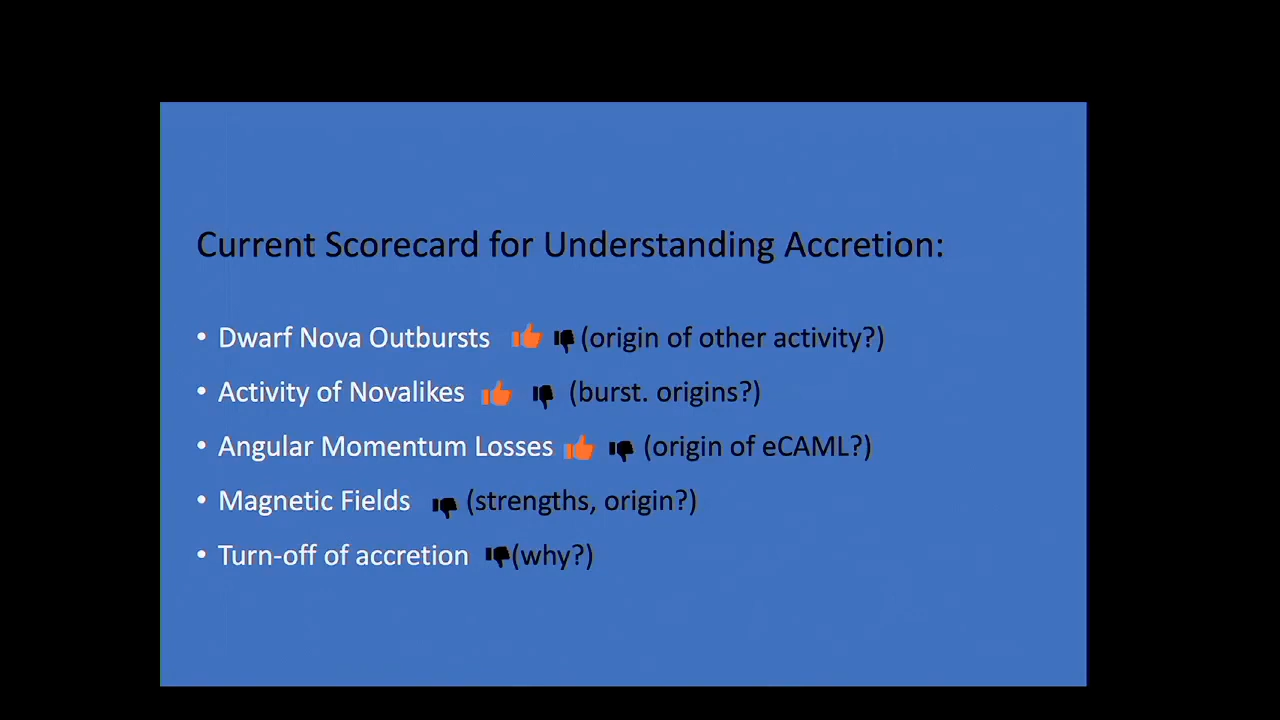 Current Scorecard for Understanding Accretion:
• Dwarf Nova Outbursts 👍 👎 (origin of other activity?)
• Activity of Novalikes 👍 👎 (burst. origins?)
• Angular Momentum Losses 👍 👎 (origin of eCAML?)
• Magnetic Fields 👎 (strengths, origin?)
• Turn-off of accretion 👎 (why?)